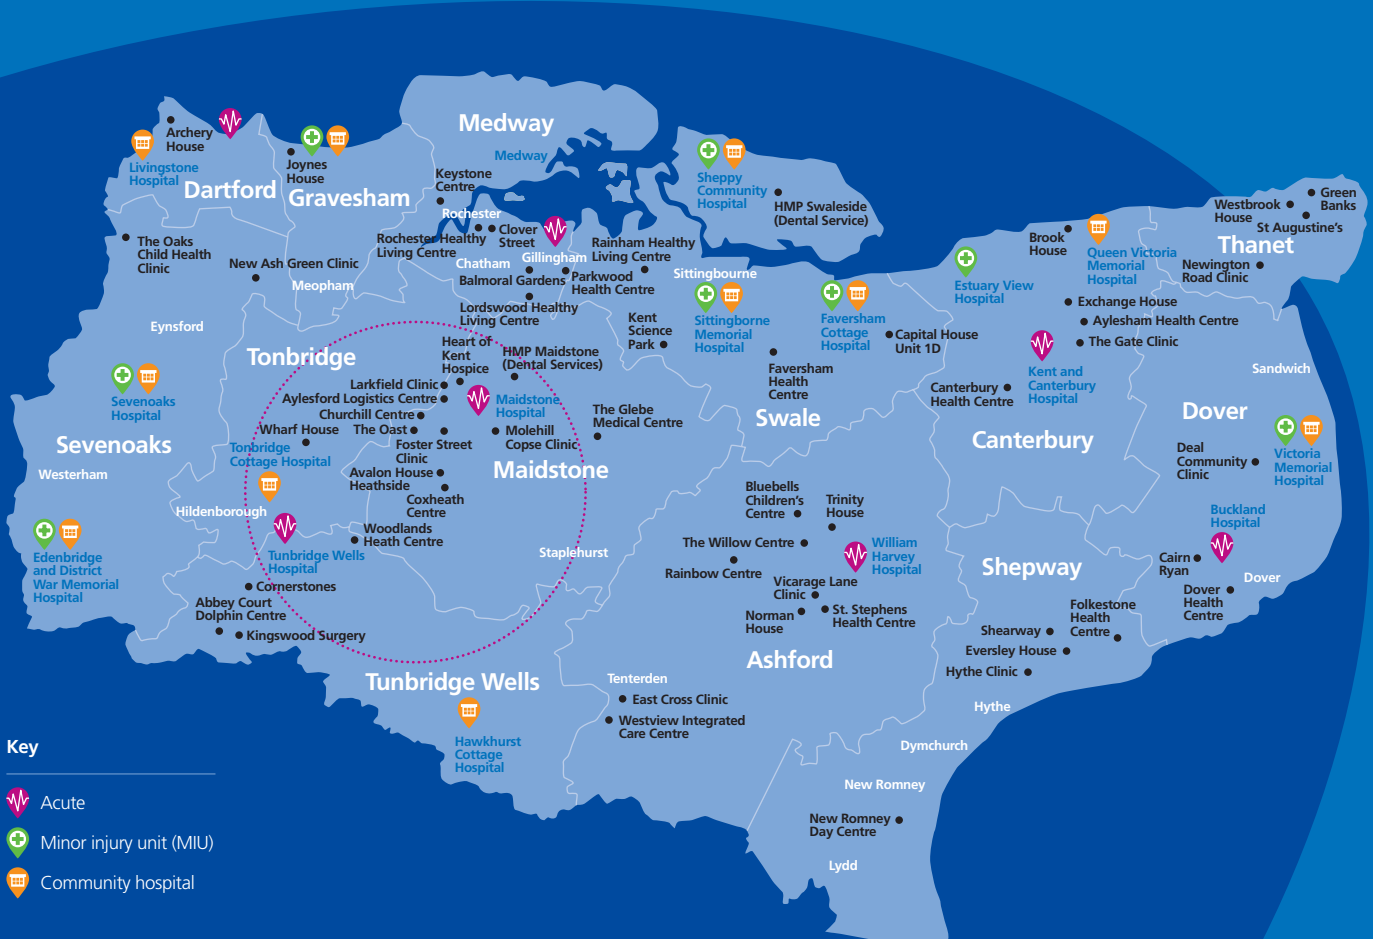 Medway
Medway
Archery
House
Livingstone
Hospital
Dartford
Joynes
House
Gravesham
Keystone
Centre
Rochester
Rochester Healthy
Living Centre
Clover
Street
Chatham
Gillingham
Balmoral Gardens
Parkwood
Health Centre
Rainham Healthy
Living Centre
Lordswood Healthy
Living Centre
Sheppy
Community
Hospital
HMP Swaleside
(Dental Service)
Sittingbourne
Sittingborne
Memorial
Hospital
Kent
Science
Park
Faversham
Cottage
Hospital
Faversham
Health
Centre
Capital House
Unit 1D
Swale
Estuary View
Hospital
Brook
House
Queen Victoria
Memorial
Hospital
Westbrook
House
Green
Banks
St Augustine's
Thanet
Newington
Road Clinic
Exchange House
Aylesham Health Centre
The Gate Clinic
Kent and
Canterbury
Hospital
Canterbury
Health Centre
Canterbury
Sandwich
Dover
Deal
Community
Clinic
Victoria
Memorial
Hospital
Buckland
Hospital
Cairn
Ryan
Dover
Dover
Health
Centre
The Oaks
Child Health
Clinic
New Ash Green Clinic
Meopham
Eynsford
Sevenoaks
Hospital
Sevenoaks
Westerham
Edenbridge
and District
War Memorial
Hospital
Tonbridge
Heart of
Kent
Hospice
HMP Maidstone
(Dental Services)
Larkfield Clinic
Aylesford Logistics Centre
Churchill Centre
The Oast
Wharf House
Maidstone
Hospital
Molehill
Copse Clinic
The Glebe
Medical Centre
Foster Street
Clinic
Tonbridge
Cottage Hospital
Avalon House
Heathside
Maidstone
Coxheath
Centre
Hildenborough
Woodlands
Heath Centre
Tunbridge Wells
Hospital
Staplehurst
Cornerstones
Abbey Court
Dolphin Centre
Kingswood Surgery
Tunbridge Wells
Hawkhurst
Cottage
Hospital
Bluebells
Children's
Centre
Trinity
House
The Willow Centre
Rainbow Centre
William
Harvey
Hospital
Vicarage Lane
Clinic
Norman
House
St. Stephens
Health Centre
Ashford
Tenterden
East Cross Clinic
Westview Integrated
Care Centre
Shepway
Folkestone
Health
Centre
Shearway
Eversley House
Hythe Clinic
Hythe
Dymchurch
New Romney
New Romney
Day Centre
Lydd
Key
Acute
Minor injury unit (MIU)
Community hospital